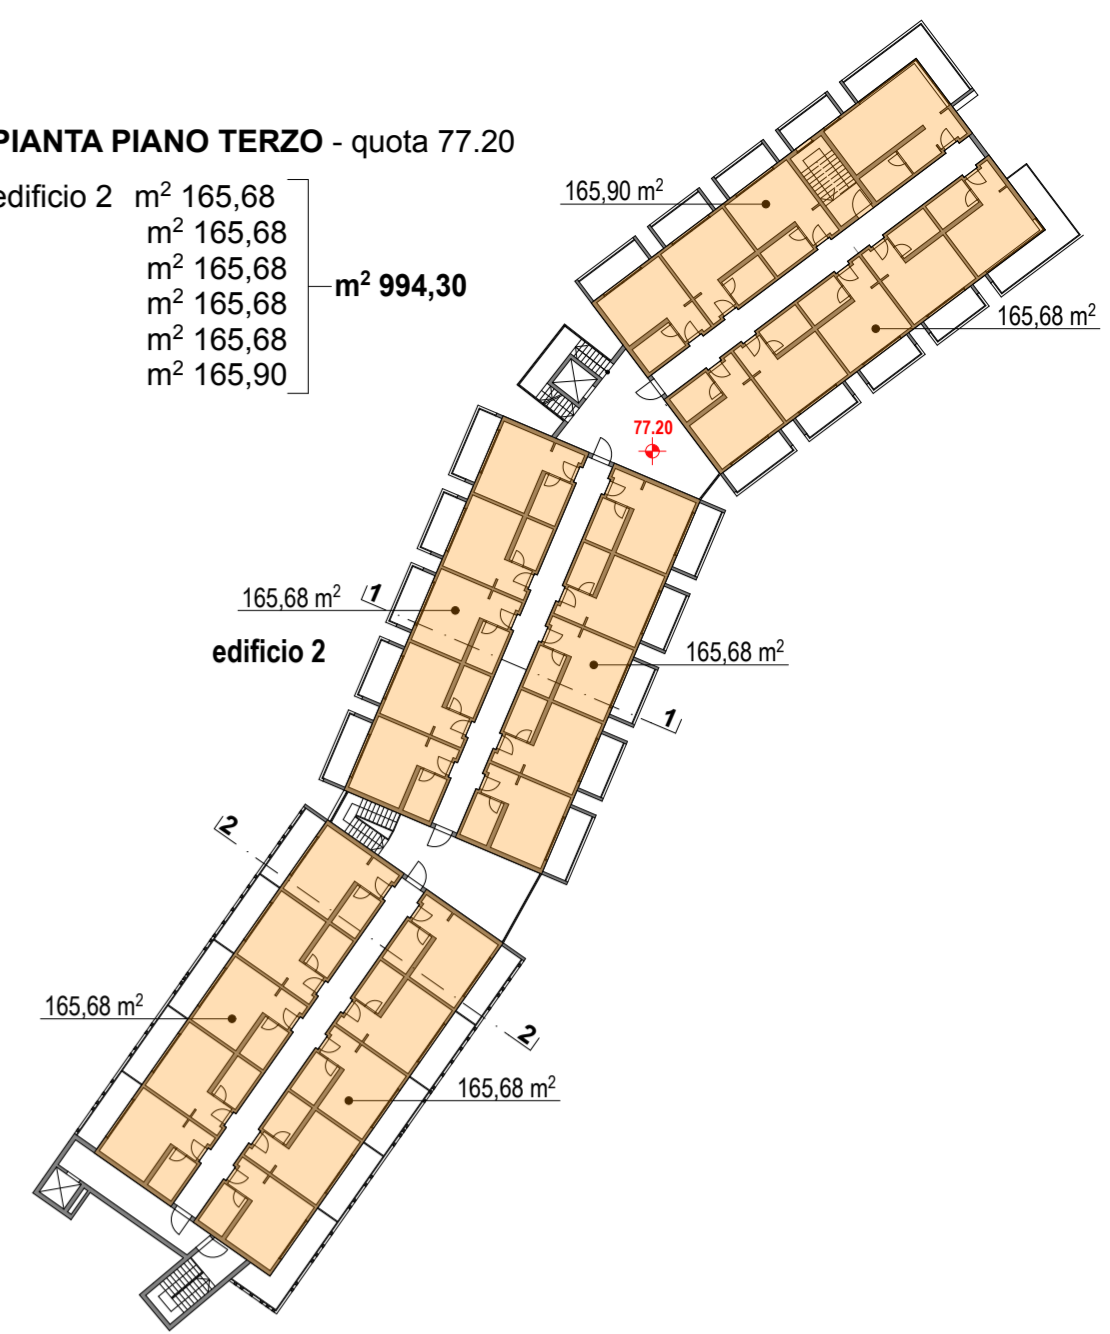 PIANTA PIANO TERZO - quota 77.20
edificio 2 m² 165,68
m² 165,68
m² 165,68
m² 165,68
m² 165,68
m² 165,90
m² 994,30
165,90 m²
165,68 m²
77.20
165,68 m²
1
edificio 2
165,68 m²
1
2
165,68 m²
2
165,68 m²